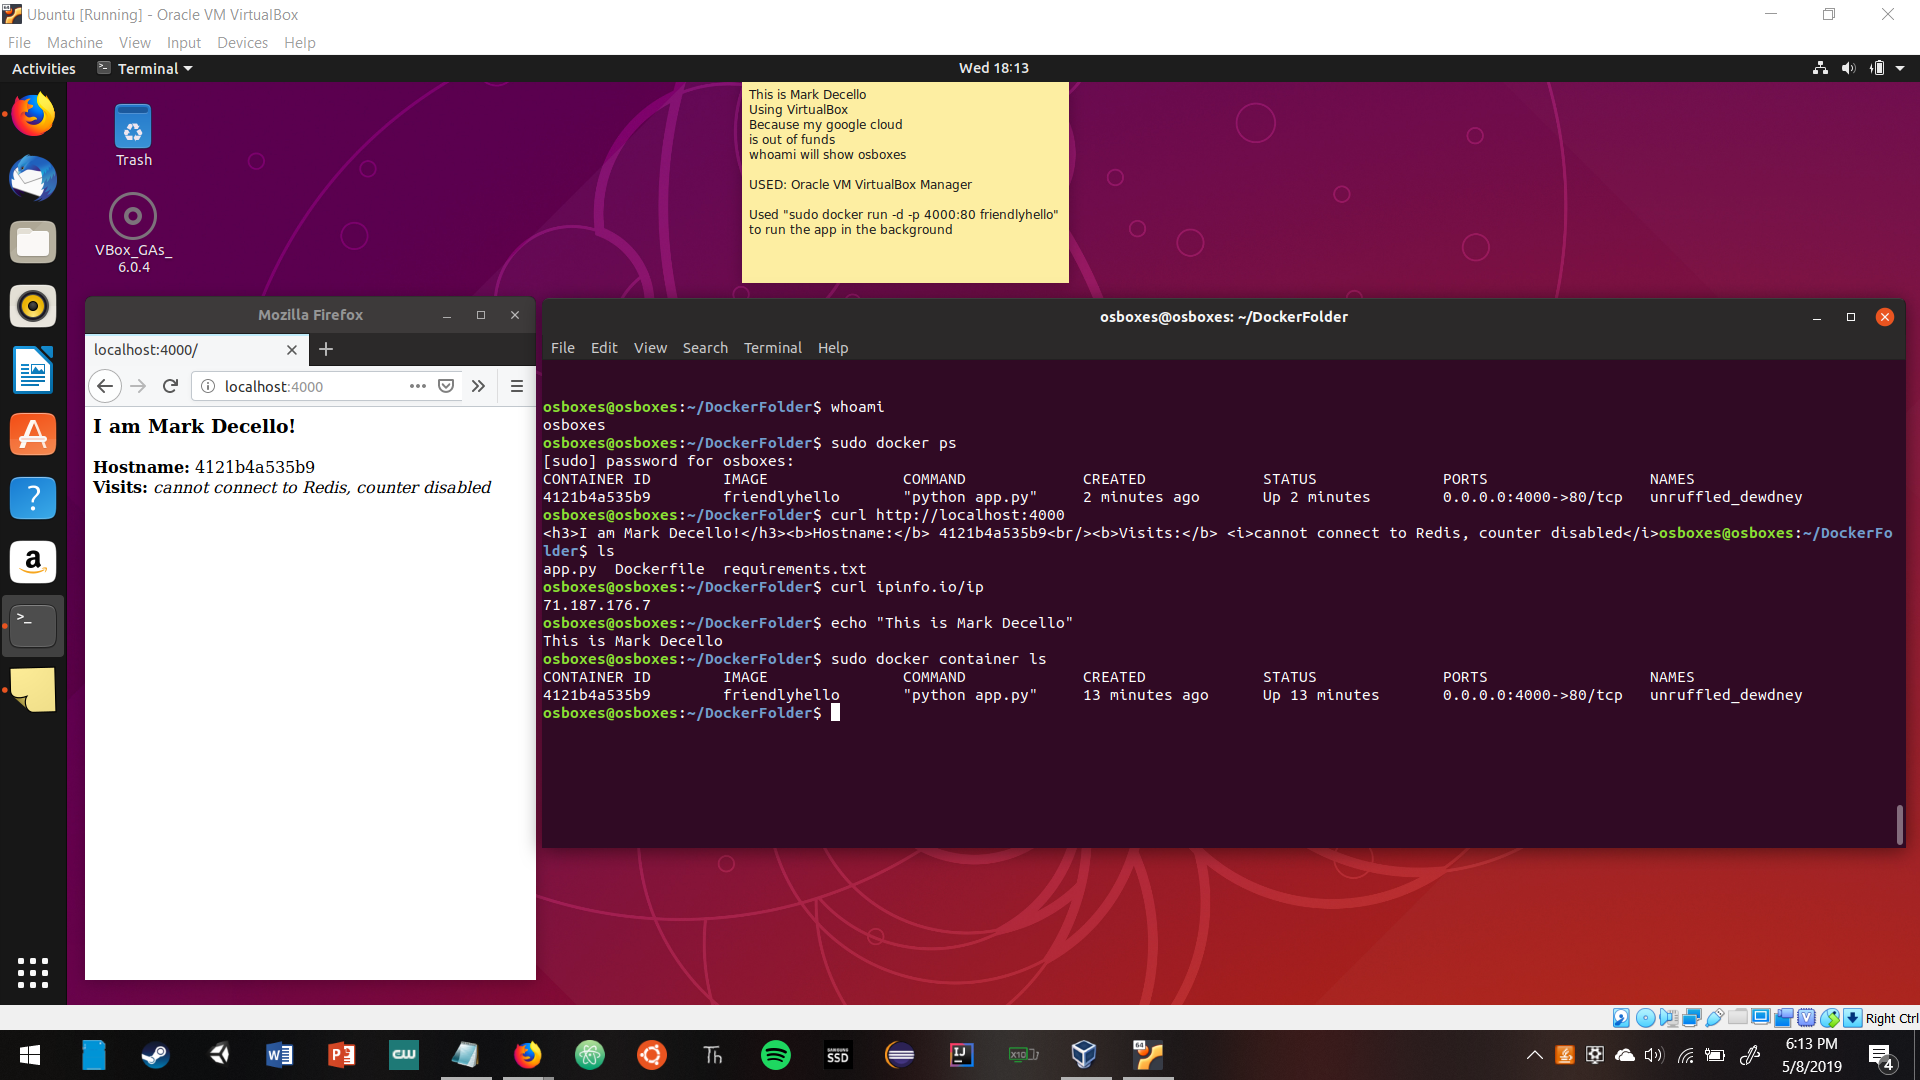 Ubuntu [Running] - Oracle VM VirtualBox
File Machine View Input Devices Help
Activities Terminal Wed 18:13
Trash
VBox_GAs_
6.0.4
This is Mark Decello
Using VirtualBox
Because my google cloud
is out of funds
whoami will show osboxes
USED: Oracle VM VirtualBox Manager
Used "sudo docker run -d -p 4000:80 friendlyhello"
to run the app in the background
Mozilla Firefox
localhost:4000/
localhost:4000
I am Mark Decello!
Hostname: 4121b4a535b9
Visits: cannot connect to Redis, counter disabled
osboxes@osboxes: ~/DockerFolder
File Edit View Search Terminal Help
osboxes@osboxes:~/DockerFolder$ whoami
osboxes
osboxes@osboxes:~/DockerFolder$ sudo docker ps
[sudo] password for osboxes:
CONTAINER ID IMAGE COMMAND CREATED STATUS PORTS NAMES
4121b4a535b9 friendlyhello "python app.py" 2 minutes ago Up 2 minutes 0.0.0.0:4000->80/tcp unruffled_dewdney
osboxes@osboxes:~/DockerFolder$ curl http://localhost:4000
<h3>I am Mark Decello!</h3><b>Hostname:</b> 4121b4a535b9<br/><b>Visits:</b> <i>cannot connect to Redis, counter disabled</i>osboxes@osboxes:~/DockerFo
lder$ ls
app.py Dockerfile requirements.txt
osboxes@osboxes:~/DockerFolder$ curl ipinfo.io/ip
71.187.176.7
osboxes@osboxes:~/DockerFolder$ echo "This is Mark Decello"
This is Mark Decello
osboxes@osboxes:~/DockerFolder$ sudo docker container ls
CONTAINER ID IMAGE COMMAND CREATED STATUS PORTS NAMES
4121b4a535b9 friendlyhello "python app.py" 13 minutes ago Up 13 minutes 0.0.0.0:4000->80/tcp unruffled_dewdney
osboxes@osboxes:~/DockerFolder$
Right Ctrl
CW Th SAMSUNG SSD IJ 64
6:13 PM
5/8/2019
4